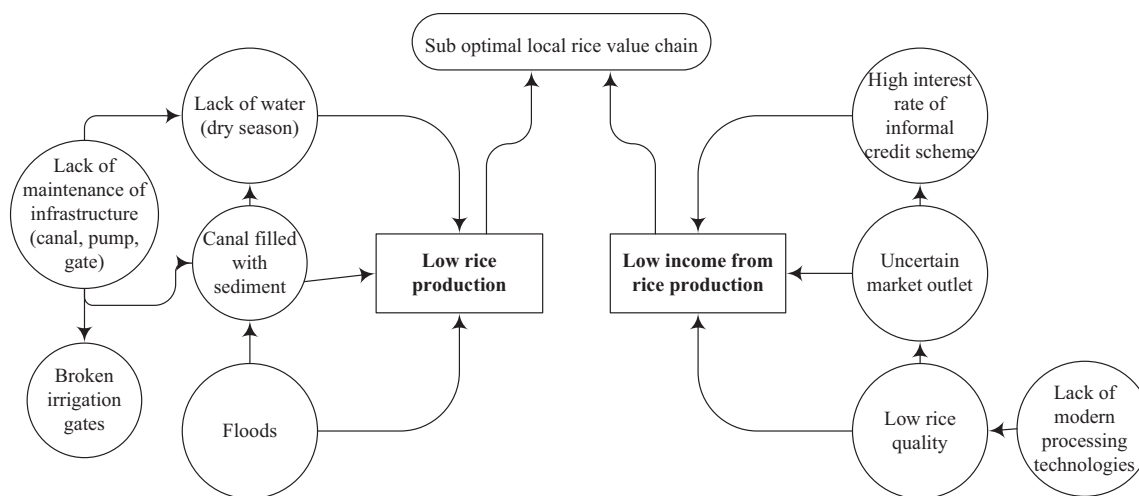 Sub optimal local rice value chain
Lack of water
(dry season)
High interest
rate of
informal
credit scheme
Lack of
maintenance of
infrastructure
(canal, pump,
gate)
Canal filled
with
sediment
Low rice
production
Low income from
rice production
Uncertain
market outlet
Broken
irrigation
gates
Floods
Low rice
quality
Lack of
modern
processing
technologies